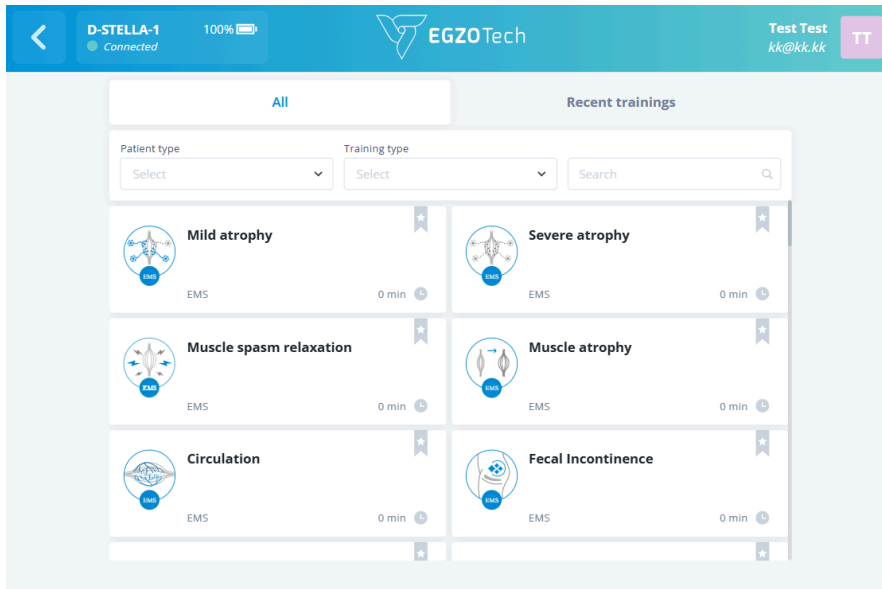 D-STELLA-1 100%
Connected
EGZOTech
Test Test
kk@kk.kk
TT
All
Recent trainings
Patient type
Training type
Select
Select
Search
Mild atrophy
EMS
EMS
0 min
Severe atrophy
EMS
EMS
0 min
Muscle spasm relaxation
EMS
EMS
0 min
Muscle atrophy
EMS
EMS
0 min
Circulation
EMS
EMS
0 min
Fecal Incontinence
EMS
EMS
0 min